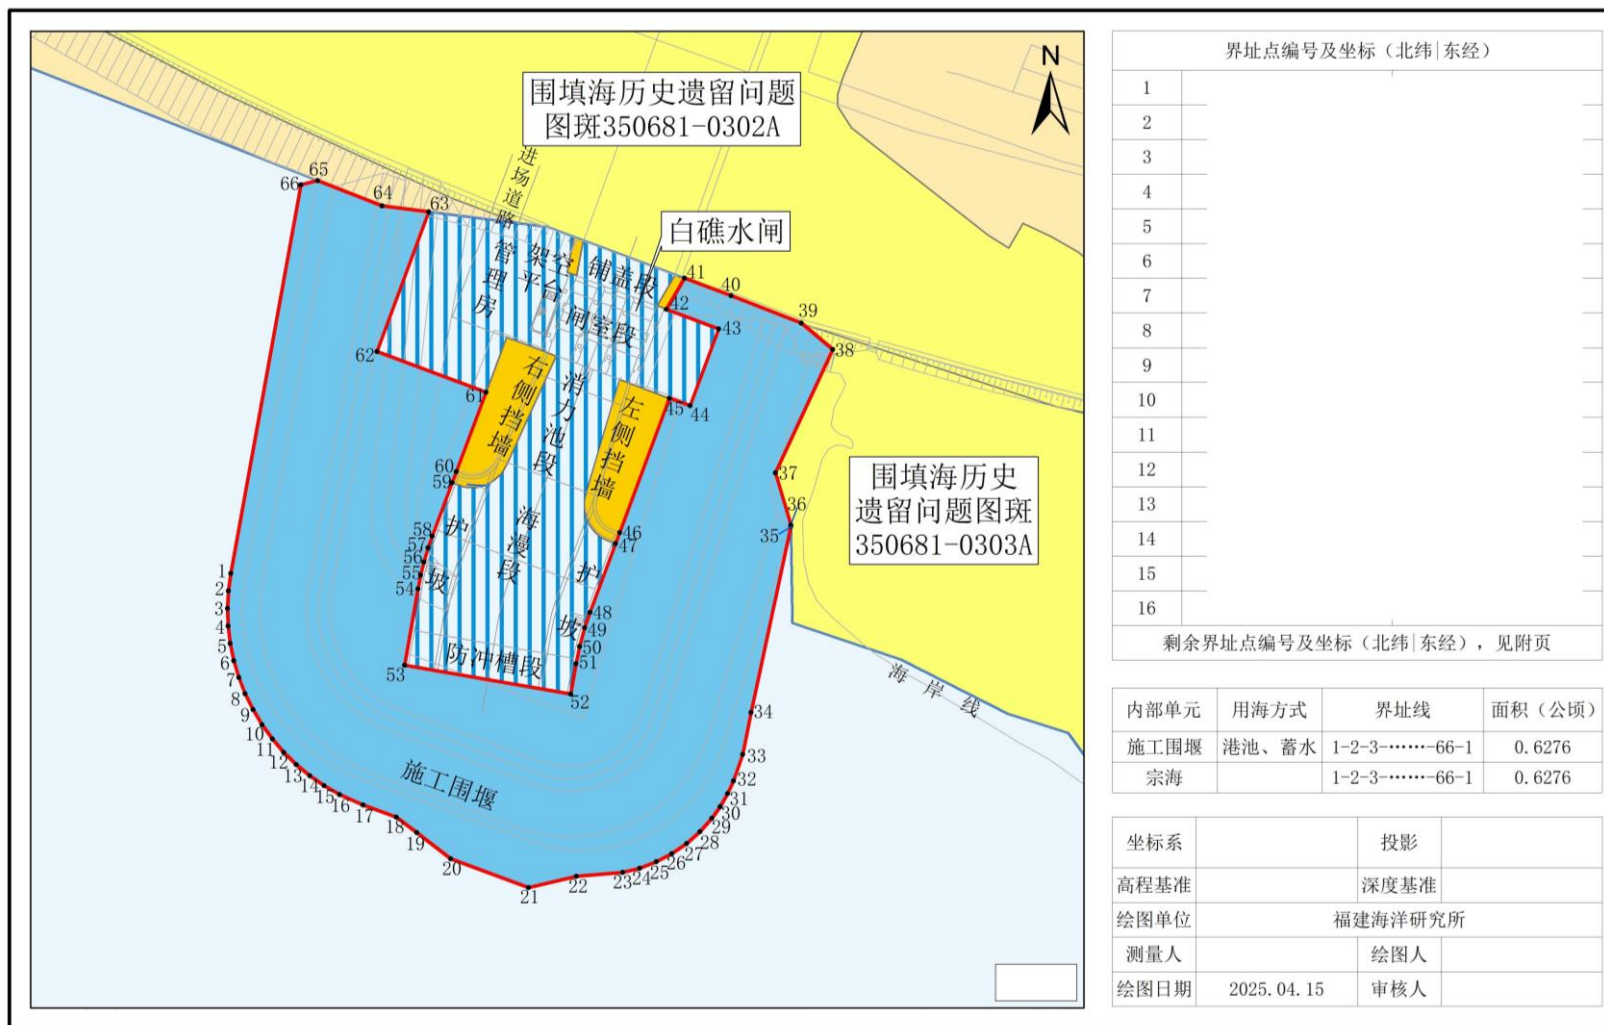 围填海历史遗留问题
图斑350681-0302A
N
进场道路
白礁水闸
管理房
架空
平台
铺盖段
闸室段
右侧挡墙
消力池段
左侧挡墙
海漫段
护坡
护坡
防冲槽段
施工围堰
围填海历史
遗留问题图斑
350681-0303A
海岸线
65
66
64
63
41
40
42
39
43
38
62
61
45
44
60
59
37
36
35
46
47
58
57
56
55
54
1
2
3
4
5
6
7
8
9
10
11
12
13
14
15
16
17
18
19
20
21
22
23
24
25
26
27
28
29
30
31
32
33
34
48
49
50
51
52
53
界址点编号及坐标（北纬|东经）
1
2
3
4
5
6
7
8
9
10
11
12
13
14
15
16
剩余界址点编号及坐标（北纬|东经），见附页
内部单元 用海方式 界址线 面积（公顷）
施工围堰 港池、蓄水 1-2-3-……-66-1 0.6276
宗海 1-2-3-……-66-1 0.6276
坐标系 投影
高程基准 深度基准
绘图单位 福建海洋研究所
测量人 绘图人
绘图日期 2025.04.15 审核人